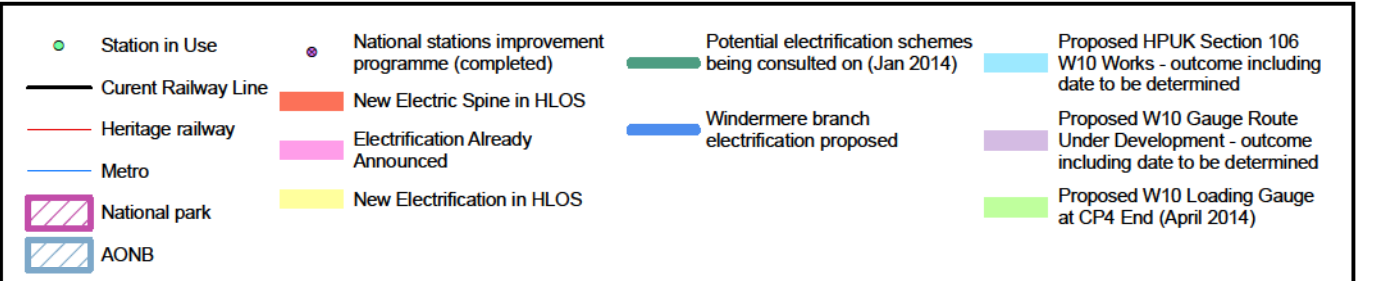 Station in Use
Curent Railway Line
Heritage railway
Metro
National park
AONB
National stations improvement
programme (completed)
New Electric Spine in HLOS
Electrification Already
Announced
New Electrification in HLOS
Potential electrification schemes
being consulted on (Jan 2014)
Windermere branch
electrification proposed
Proposed HPUK Section 106
W10 Works - outcome including
date to be determined
Proposed W10 Gauge Route
Under Development - outcome
including date to be determined
Proposed W10 Loading Gauge
at CP4 End (April 2014)